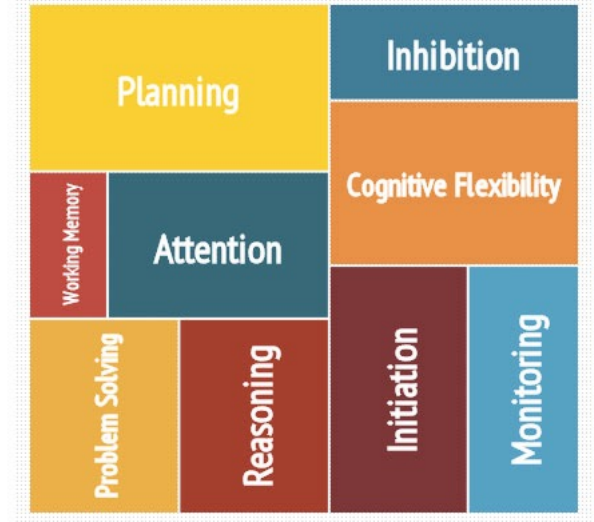 Planning
Inhibition
Cognitive Flexibility
Working Memory
Attention
Problem Solving
Reasoning
Initiation
Monitoring